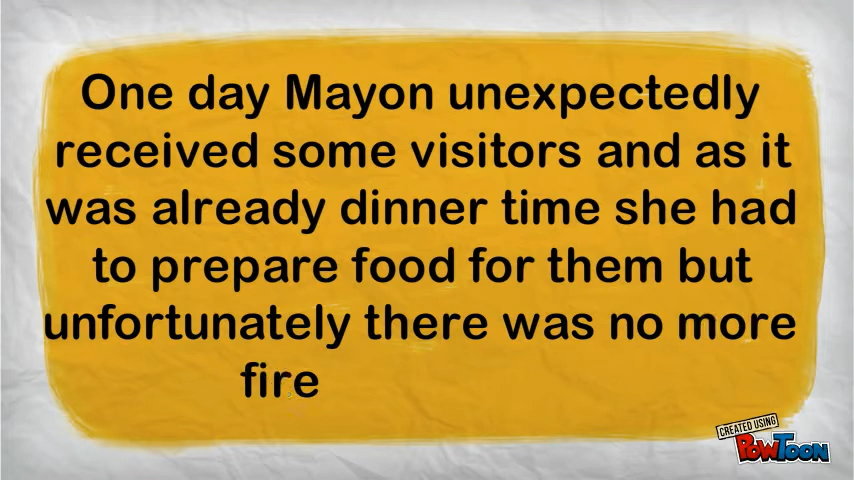 One day Mayon unexpectedly
received some visitors and as it
was already dinner time she had
to prepare food for them but
unfortunately there was no more
fire
CREATED USING
POWTOON